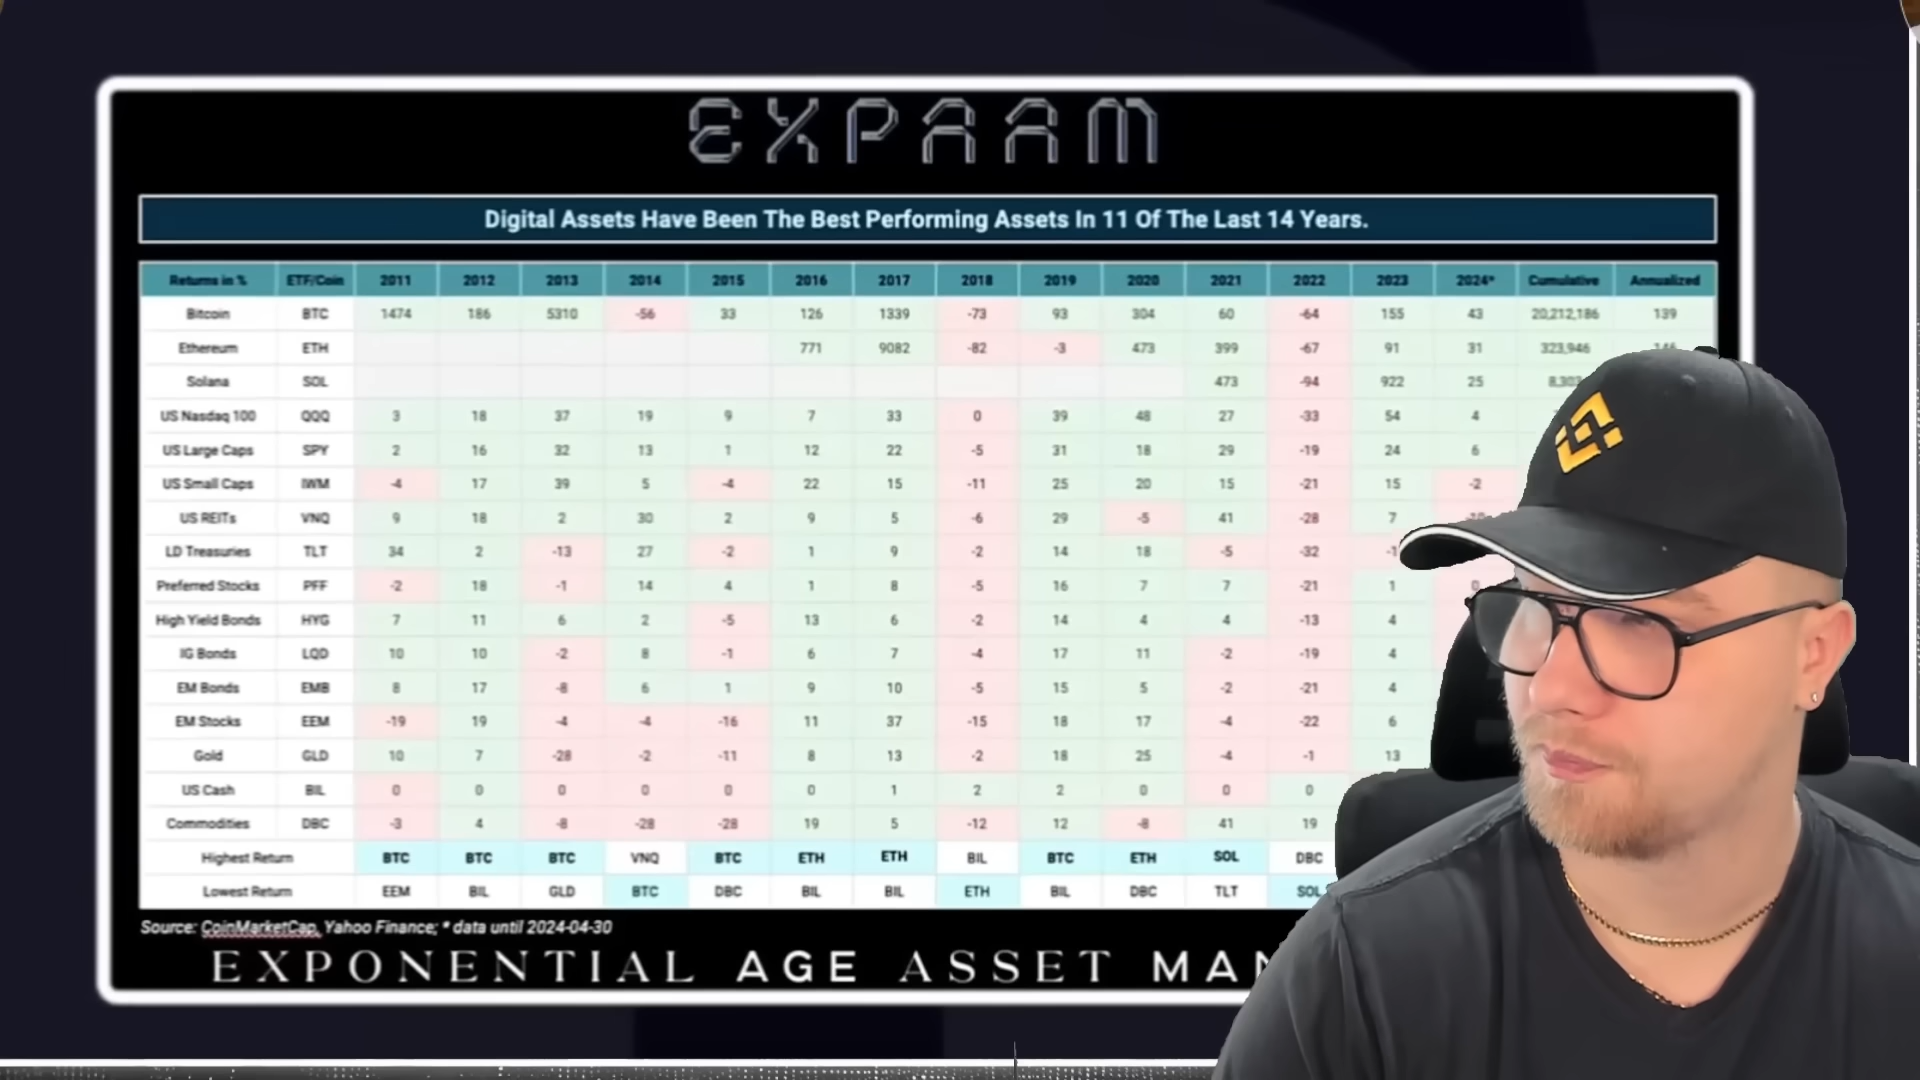 EXPAAM
Digital Assets Have Been The Best Performing Assets In 11 Of The Last 14 Years.
Returns in % ETF/Coin 2011 2012 2013 2014 2015 2016 2017 2018 2019 2020 2021 2022 2023 2024* Cumulative Annualized
Bitcoin BTC 1474 186 5310 -56 33 126 1339 -73 93 304 60 -64 155 43 20,212,186 139
Ethereum ETH 771 9082 -82 -3 473 399 -67 91 31 323,946
Solana SOL 473 -94 922 25
US Nasdaq 100 QQQ 3 18 37 19 9 7 33 0 39 48 27 -33 54 4
US Large Caps SPY 2 16 32 13 1 12 22 -5 31 18 29 -19 24 6
US Small Caps IWM -4 17 39 5 -4 22 15 -11 25 20 15 -21 15 -2
US REITs VNQ 9 18 2 30 2 9 5 -6 29 -5 41 -28 7
LD Treasuries TLT 34 2 -13 27 -2 1 9 -2 14 18 -5 -32
Preferred Stocks PFF -2 18 -1 14 4 1 8 -5 16 7 7 -21 1
High Yield Bonds HYG 7 11 6 2 -5 13 6 -2 14 4 4 -13 4
IG Bonds LQD 10 10 -2 8 -1 6 7 -4 17 11 -2 -19 4
EM Bonds EMB 8 17 -8 6 1 9 10 -5 15 5 -2 -21 4
EM Stocks EEM -19 19 -4 -4 -16 11 37 -15 18 17 -4 -22 6
Gold GLD 10 7 -28 -2 -11 8 13 -2 18 25 -4 -1 13
US Cash BIL 0 0 0 0 0 0 1 2 2 0 0 0
Commodities DBC -3 4 -8 -28 -28 19 5 -12 12 -8 41 19
Highest Return BTC BTC BTC VNQ BTC ETH ETH BIL BTC ETH SOL DBC
Lowest Return EEM BIL GLD BTC DBC BIL BIL ETH BIL DBC TLT SOL
Source: CoinMarketCap, Yahoo Finance; * data until 2024-04-30
EXPONENTIAL AGE ASSET MAN